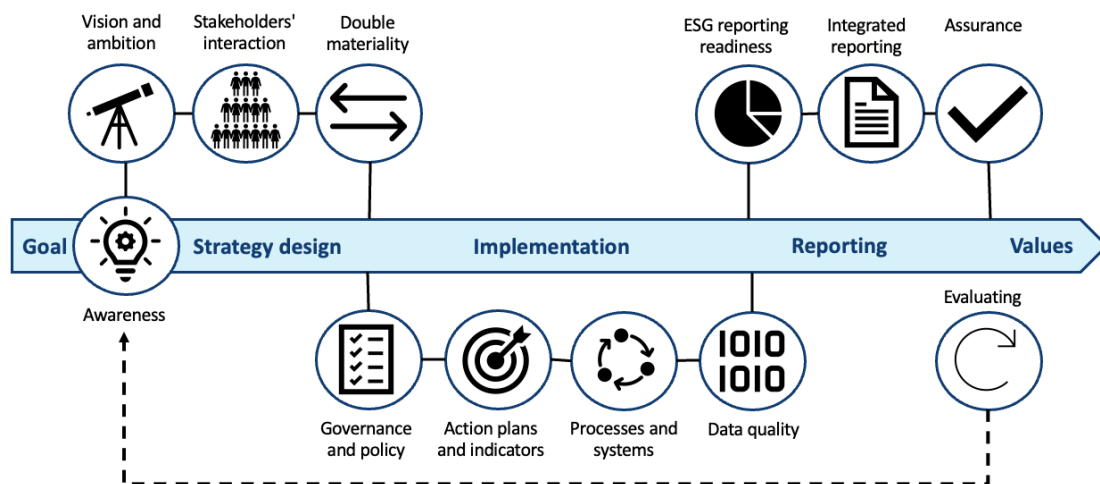 Vision and
ambition
Stakeholders'
interaction
Double
materiality
ESG reporting
readiness
Integrated
reporting
Assurance
Goal
Strategy design
Implementation
Reporting
Values
Awareness
Evaluating
1010
1010
Governance
and policy
Action plans
and indicators
Processes and
systems
Data quality